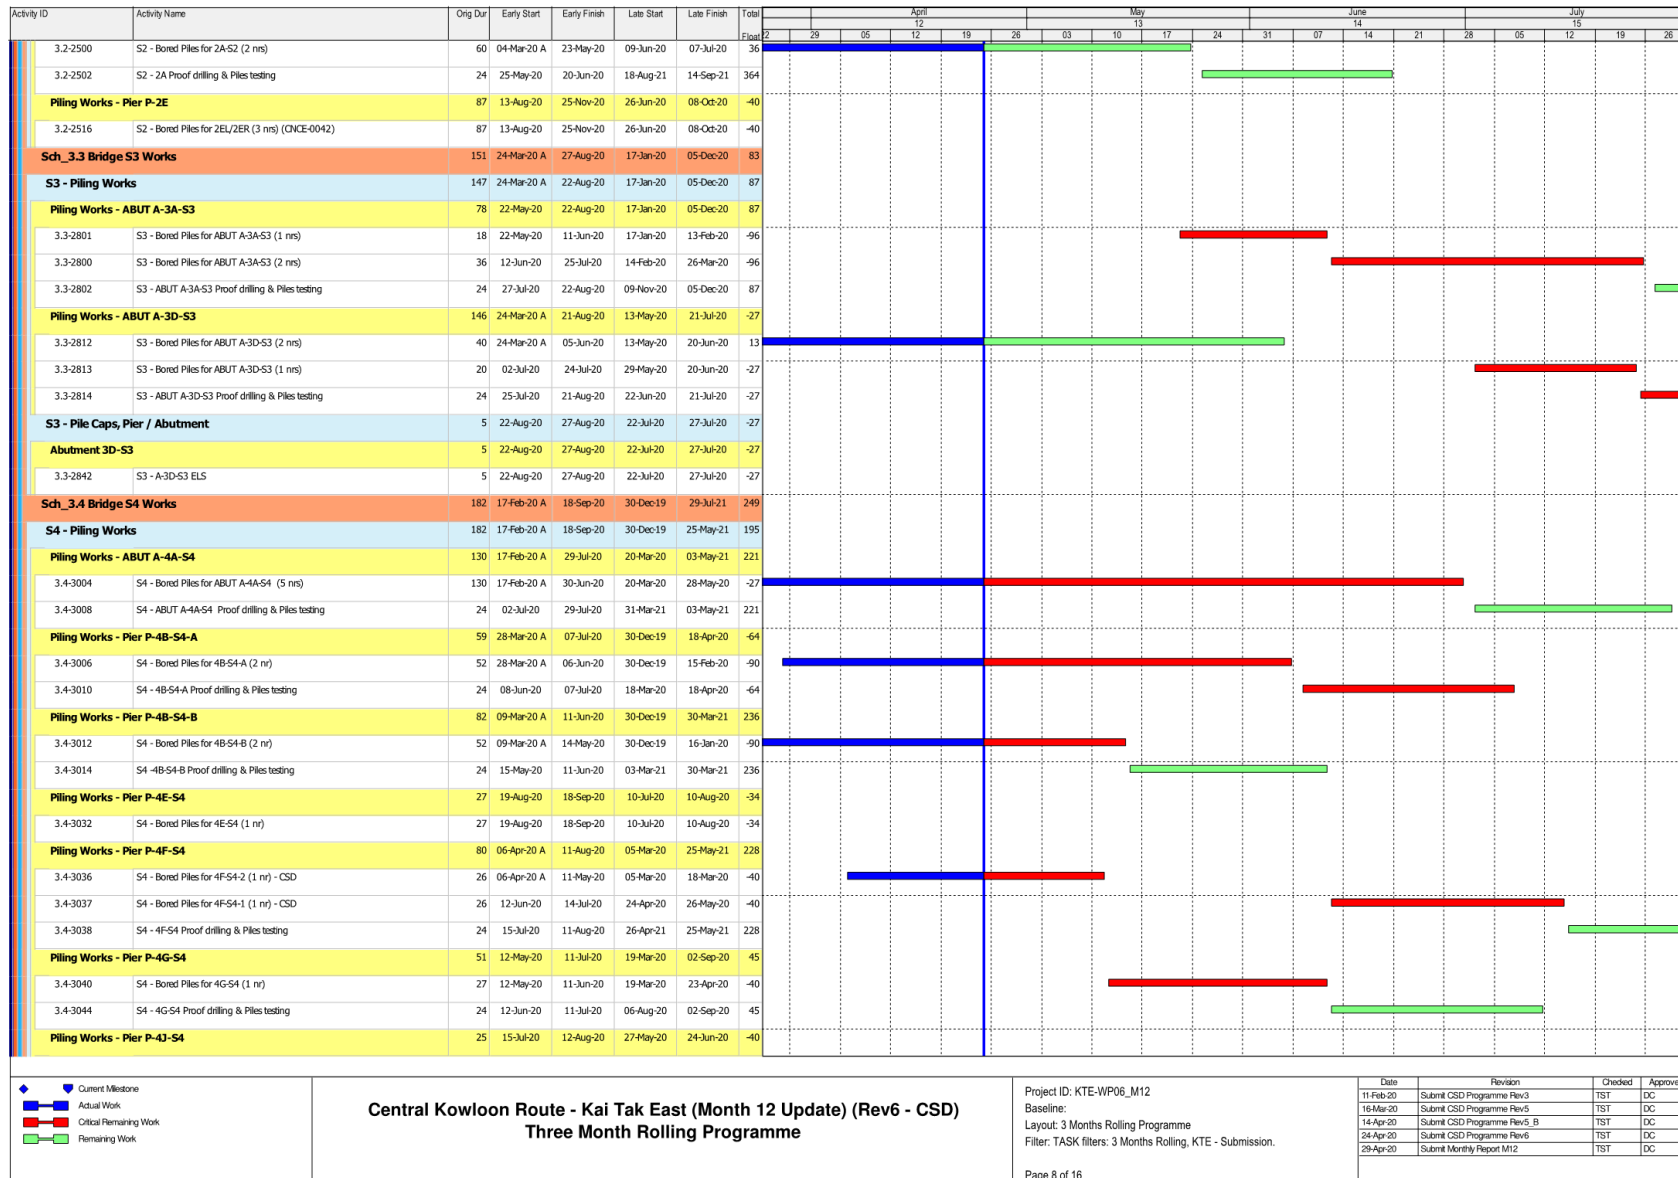 Activity ID Activity Name Orig Dur Early Start Early Finish Late Start Late Finish Total Float
April May June July
12 13 14 15
22 29 05 12 19 26 03 10 17 24 31 07 14 21 28 05 12 19 26
3.2-2500 S2 - Bored Piles for 2A-S2 (2 nrs) 60 04-Mar-20 A 23-May-20 09-Jun-20 07-Jul-20 36
3.2-2502 S2 - 2A Proof drilling & Piles testing 24 25-May-20 20-Jun-20 18-Aug-21 14-Sep-21 364
Piling Works - Pier P-2E 87 13-Aug-20 25-Nov-20 26-Jun-20 08-Oct-20 -40
3.2-2516 S2 - Bored Piles for 2EL/2ER (3 nrs) (CNCE-0042) 87 13-Aug-20 25-Nov-20 26-Jun-20 08-Oct-20 -40
Sch_3.3 Bridge S3 Works 151 24-Mar-20 A 27-Aug-20 17-Jan-20 05-Dec-20 83
S3 - Piling Works 147 24-Mar-20 A 22-Aug-20 17-Jan-20 05-Dec-20 87
Piling Works - ABUT A-3A-S3 78 22-May-20 22-Aug-20 17-Jan-20 05-Dec-20 87
3.3-2801 S3 - Bored Piles for ABUT A-3A-S3 (1 nrs) 18 22-May-20 11-Jun-20 17-Jan-20 13-Feb-20 -96
3.3-2800 S3 - Bored Piles for ABUT A-3A-S3 (2 nrs) 36 12-Jun-20 25-Jul-20 14-Feb-20 26-Mar-20 -96
3.3-2802 S3 - ABUT A-3A-S3 Proof drilling & Piles testing 24 27-Jul-20 22-Aug-20 09-Nov-20 05-Dec-20 87
Piling Works - ABUT A-3D-S3 146 24-Mar-20 A 21-Aug-20 13-May-20 21-Jul-20 -27
3.3-2812 S3 - Bored Piles for ABUT A-3D-S3 (2 nrs) 40 24-Mar-20 A 05-Jun-20 13-May-20 20-Jun-20 13
3.3-2813 S3 - Bored Piles for ABUT A-3D-S3 (1 nrs) 20 02-Jul-20 24-Jul-20 29-May-20 20-Jun-20 -27
3.3-2814 S3 - ABUT A-3D-S3 Proof drilling & Piles testing 24 25-Jul-20 21-Aug-20 22-Jun-20 21-Jul-20 -27
S3 - Pile Caps, Pier / Abutment 5 22-Aug-20 27-Aug-20 22-Jul-20 27-Jul-20 -27
Abutment 3D-S3 5 22-Aug-20 27-Aug-20 22-Jul-20 27-Jul-20 -27
3.3-2842 S3 - A-3D-S3 ELS 5 22-Aug-20 27-Aug-20 22-Jul-20 27-Jul-20 -27
Sch_3.4 Bridge S4 Works 182 17-Feb-20 A 18-Sep-20 30-Dec-19 29-Jul-21 249
S4 - Piling Works 182 17-Feb-20 A 18-Sep-20 30-Dec-19 25-May-21 195
Piling Works - ABUT A-4A-S4 130 17-Feb-20 A 29-Jul-20 20-Mar-20 03-May-21 221
3.4-3004 S4 - Bored Piles for ABUT A-4A-S4 (5 nrs) 130 17-Feb-20 A 30-Jun-20 20-Mar-20 28-May-20 -27
3.4-3008 S4 - ABUT A-4A-S4 Proof drilling & Piles testing 24 02-Jul-20 29-Jul-20 31-Mar-21 03-May-21 221
Piling Works - Pier P-4B-S4-A 59 28-Mar-20 A 07-Jul-20 30-Dec-19 18-Apr-20 -64
3.4-3006 S4 - Bored Piles for 4B-S4-A (2 nr) 52 28-Mar-20 A 06-Jun-20 30-Dec-19 15-Feb-20 -90
3.4-3010 S4 - 4B-S4-A Proof drilling & Piles testing 24 08-Jun-20 07-Jul-20 18-Mar-20 18-Apr-20 -64
Piling Works - Pier P-4B-S4-B 82 09-Mar-20 A 11-Jun-20 30-Dec-19 30-Mar-21 236
3.4-3012 S4 - Bored Piles for 4B-S4-B (2 nr) 52 09-Mar-20 A 14-May-20 30-Dec-19 16-Jan-20 -90
3.4-3014 S4 -4B-S4-B Proof drilling & Piles testing 24 15-May-20 11-Jun-20 03-Mar-21 30-Mar-21 236
Piling Works - Pier P-4E-S4 27 19-Aug-20 18-Sep-20 10-Jul-20 10-Aug-20 -34
3.4-3032 S4 - Bored Piles for 4E-S4 (1 nr) 27 19-Aug-20 18-Sep-20 10-Jul-20 10-Aug-20 -34
Piling Works - Pier P-4F-S4 80 06-Apr-20 A 11-Aug-20 05-Mar-20 25-May-21 228
3.4-3036 S4 - Bored Piles for 4F-S4-2 (1 nr) - CSD 26 06-Apr-20 A 11-May-20 05-Mar-20 18-Mar-20 -40
3.4-3037 S4 - Bored Piles for 4F-S4-1 (1 nr) - CSD 26 12-Jun-20 14-Jul-20 24-Apr-20 26-May-20 -40
3.4-3038 S4 - 4F-S4 Proof drilling & Piles testing 24 15-Jul-20 11-Aug-20 26-Apr-21 25-May-21 228
Piling Works - Pier P-4G-S4 51 12-May-20 11-Jul-20 19-Mar-20 02-Sep-20 45
3.4-3040 S4 - Bored Piles for 4G-S4 (1 nr) 27 12-May-20 11-Jun-20 19-Mar-20 23-Apr-20 -40
3.4-3044 S4 - 4G-S4 Proof drilling & Piles testing 24 12-Jun-20 11-Jul-20 06-Aug-20 02-Sep-20 45
Piling Works - Pier P-4J-S4 25 15-Jul-20 12-Aug-20 27-May-20 24-Jun-20 -40
Current Milestone
Actual Work
Critical Remaining Work
Remaining Work
Central Kowloon Route - Kai Tak East (Month 12 Update) (Rev6 - CSD)
Three Month Rolling Programme
Project ID: KTE-WP06_M12
Baseline:
Layout: 3 Months Rolling Programme
Filter: TASK filters: 3 Months Rolling, KTE - Submission.
Page 8 of 16
Date Revision Checked Approve
11-Feb-20 Submit CSD Programme Rev3 TST DC
16-Mar-20 Submit CSD Programme Rev5 TST DC
14-Apr-20 Submit CSD Programme Rev5_B TST DC
24-Apr-20 Submit CSD Programme Rev6 TST DC
29-Apr-20 Submit Monthly Report M12 TST DC